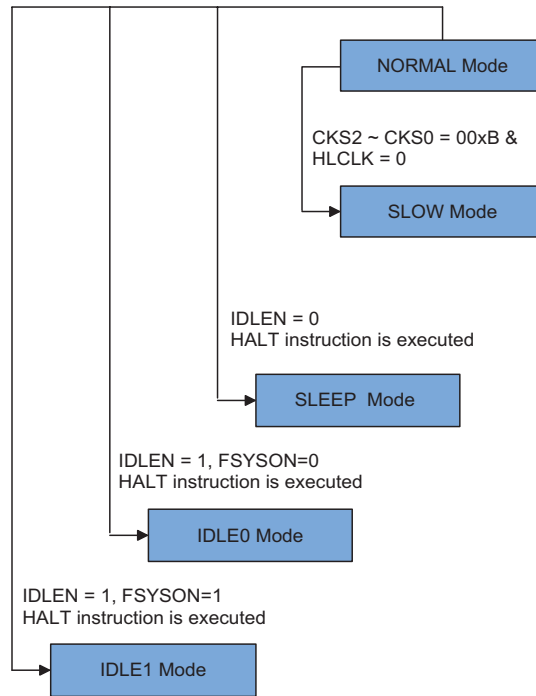 NORMAL Mode
CKS2 ~ CKS0 = 00xB &
HLCLK = 0
SLOW Mode
IDLEN = 0
HALT instruction is executed
SLEEP Mode
IDLEN = 1, FSYSON=0
HALT instruction is executed
IDLE0 Mode
IDLEN = 1, FSYSON=1
HALT instruction is executed
IDLE1 Mode